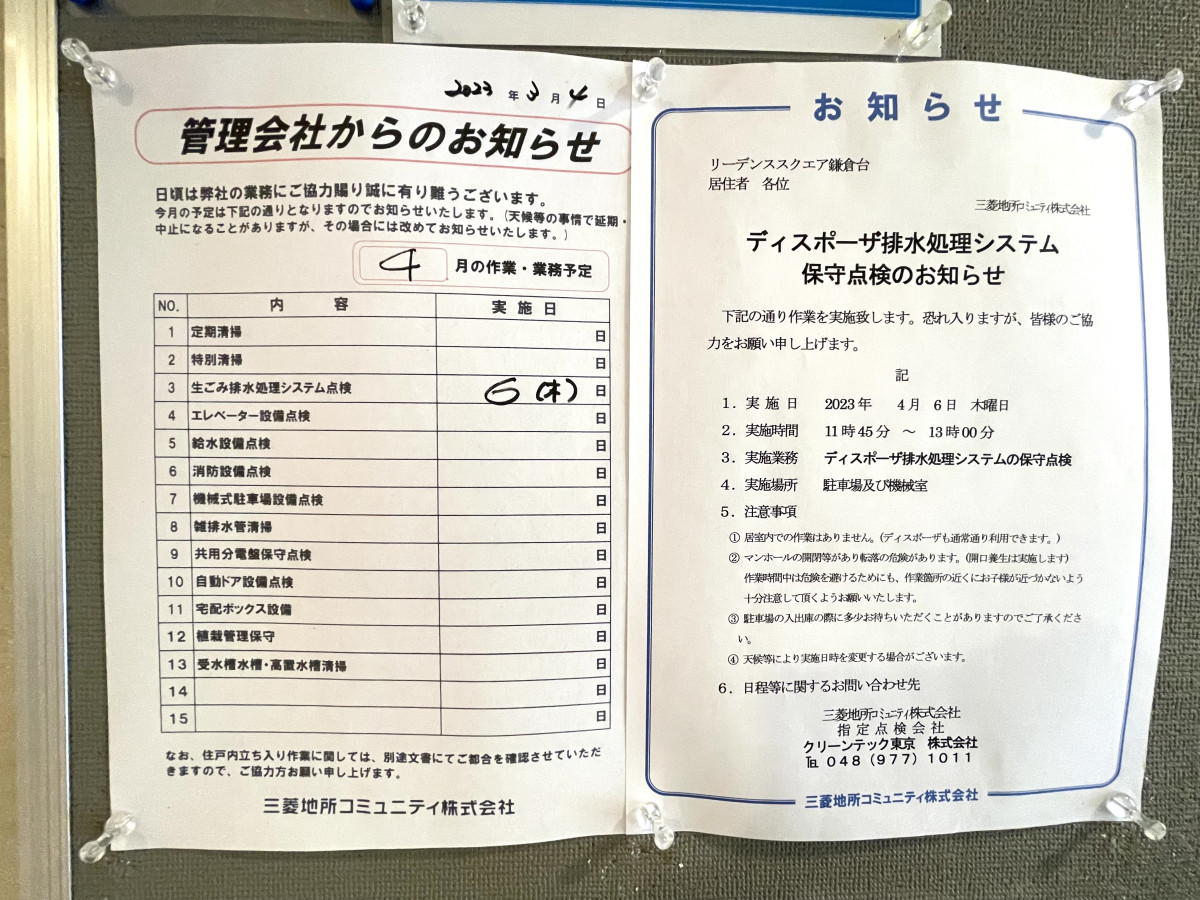 2023 年 3 月 4 日
管理会社からのお知らせ
日頃は弊社の業務にご協力賜り誠に有り難うございます。
今月の予定は下記の通りとなりますのでお知らせいたします。(天候等の事情で延期・
中止になることがありますが、その場合には改めてお知らせいたします。)
4 月の作業・業務予定
NO. 内 容 実 施 日
1 定期清掃 日
2 特別清掃 日
3 生ごみ排水処理システム点検 6 (木) 日
4 エレベーター設備点検 日
5 給水設備点検 日
6 消防設備点検 日
7 機械式駐車場設備点検 日
8 雑排水管清掃 日
9 共用分電盤保守点検 日
10 自動ドア設備点検 日
11 宅配ボックス設備 日
12 植栽管理保守 日
13 受水槽水槽・高置水槽清掃 日
14 日
15 日
なお、住戸内立ち入り作業に関しては、別途文書にてご都合を確認させていただ
きますので、ご協力方お願い申し上げます。
三菱地所コミュニティ株式会社
お知らせ
リーデンススクエア鎌倉台
居住者 各位
三菱地所コミュニティ株式会社
ディスポーザ排水処理システム
保守点検のお知らせ
下記の通り作業を実施致します。恐れ入りますが、皆様のご協
力をお願い申し上げます。
記
1．実 施 日 2023 年 4 月 6 日 木曜日
2．実施時間 11 時 45 分 ～ 13 時 00 分
3．実施業務 ディスポーザ排水処理システムの保守点検
4．実施場所 駐車場及び機械室
5．注意事項
① 居室内での作業はありません。(ディスポーザも通常通り利用できます。)
② マンホールの開閉等があり転落の危険があります。(開口養生は実施します)
作業時間中は危険を避けるためにも、作業箇所の近くにお子様が近づかないよう
十分注意して頂くようお願いいたします。
③ 駐車場の入出庫の際に多少お待ちいただくことがありますのでご了承くださ
い。
④ 天候等により実施日時を変更する場合がございます。
6．日程等に関するお問い合わせ先
三菱地所コミュニティ株式会社
指 定 点 検 会 社
クリーンテック東京 株式会社
℡ 048 (977) 1011
三菱地所コミュニティ株式会社